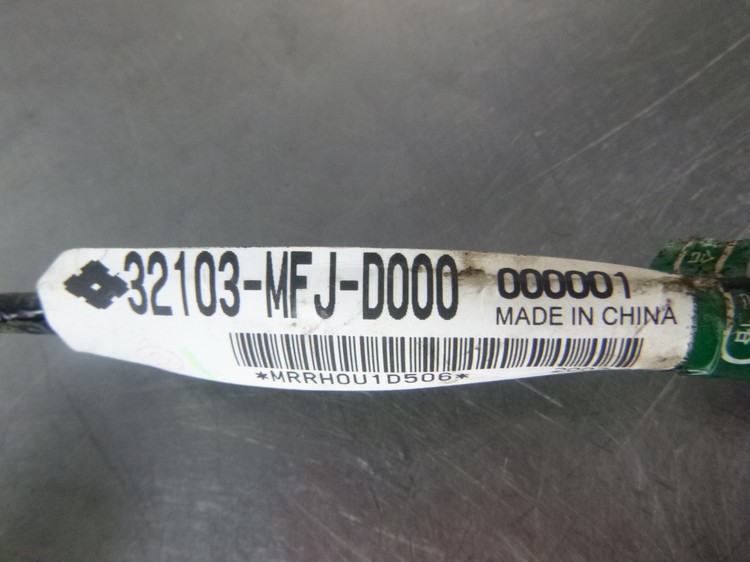 32103-MFJ-D000 000001
MADE IN CHINA
*MRRH0U1D506*